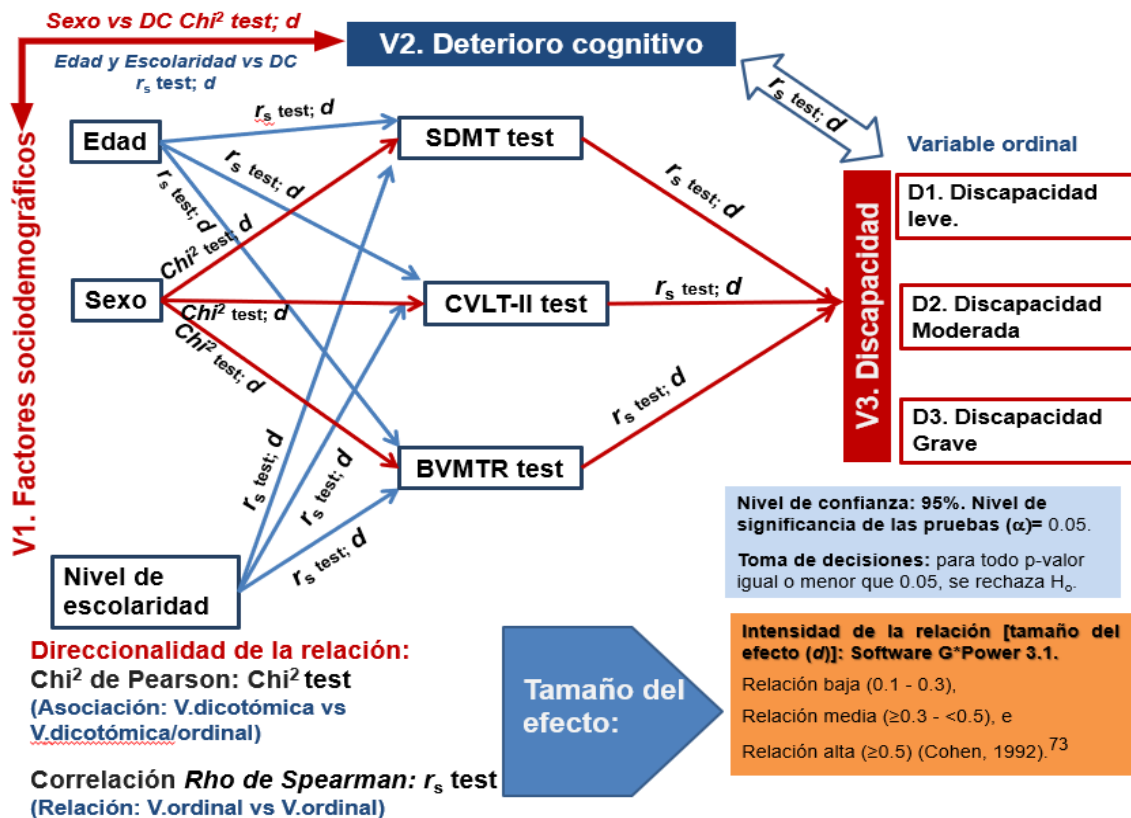 Sexo vs DC Chi² test; d
V2. Deterioro cognitivo
Edad y Escolaridad vs DC
rₛ test; d
rₛ test; d
V1. Factores sociodemográficos
Edad
rₛ test; d
SDMT test
Variable ordinal
rₛ test; d
rₛ test; d
rₛ test; d
D1. Discapacidad
leve.
Chi² test; d
Sexo
Chi² test; d
CVLT-II test
rₛ test; d
V3. Discapacidad
D2. Discapacidad
Moderada
Chi² test; d
rₛ test; d
D3. Discapacidad
Grave
rₛ test; d
rₛ test; d
BVMTR test
rₛ test; d
Nivel de
escolaridad
Nivel de confianza: 95%. Nivel de
significancia de las pruebas (α)= 0.05.
Toma de decisiones: para todo p-valor
igual o menor que 0.05, se rechaza Hₒ.
Direccionalidad de la relación:
Chi² de Pearson: Chi² test
(Asociación: V.dicotómica vs
V.dicotómica/ordinal)
Correlación Rho de Spearman: rₛ test
(Relación: V.ordinal vs V.ordinal)
Tamaño del
efecto:
Intensidad de la relación [tamaño del
efecto (d)]: Software G*Power 3.1.
Relación baja (0.1 - 0.3),
Relación media (≥0.3 - <0.5), e
Relación alta (≥0.5) (Cohen, 1992).⁷³